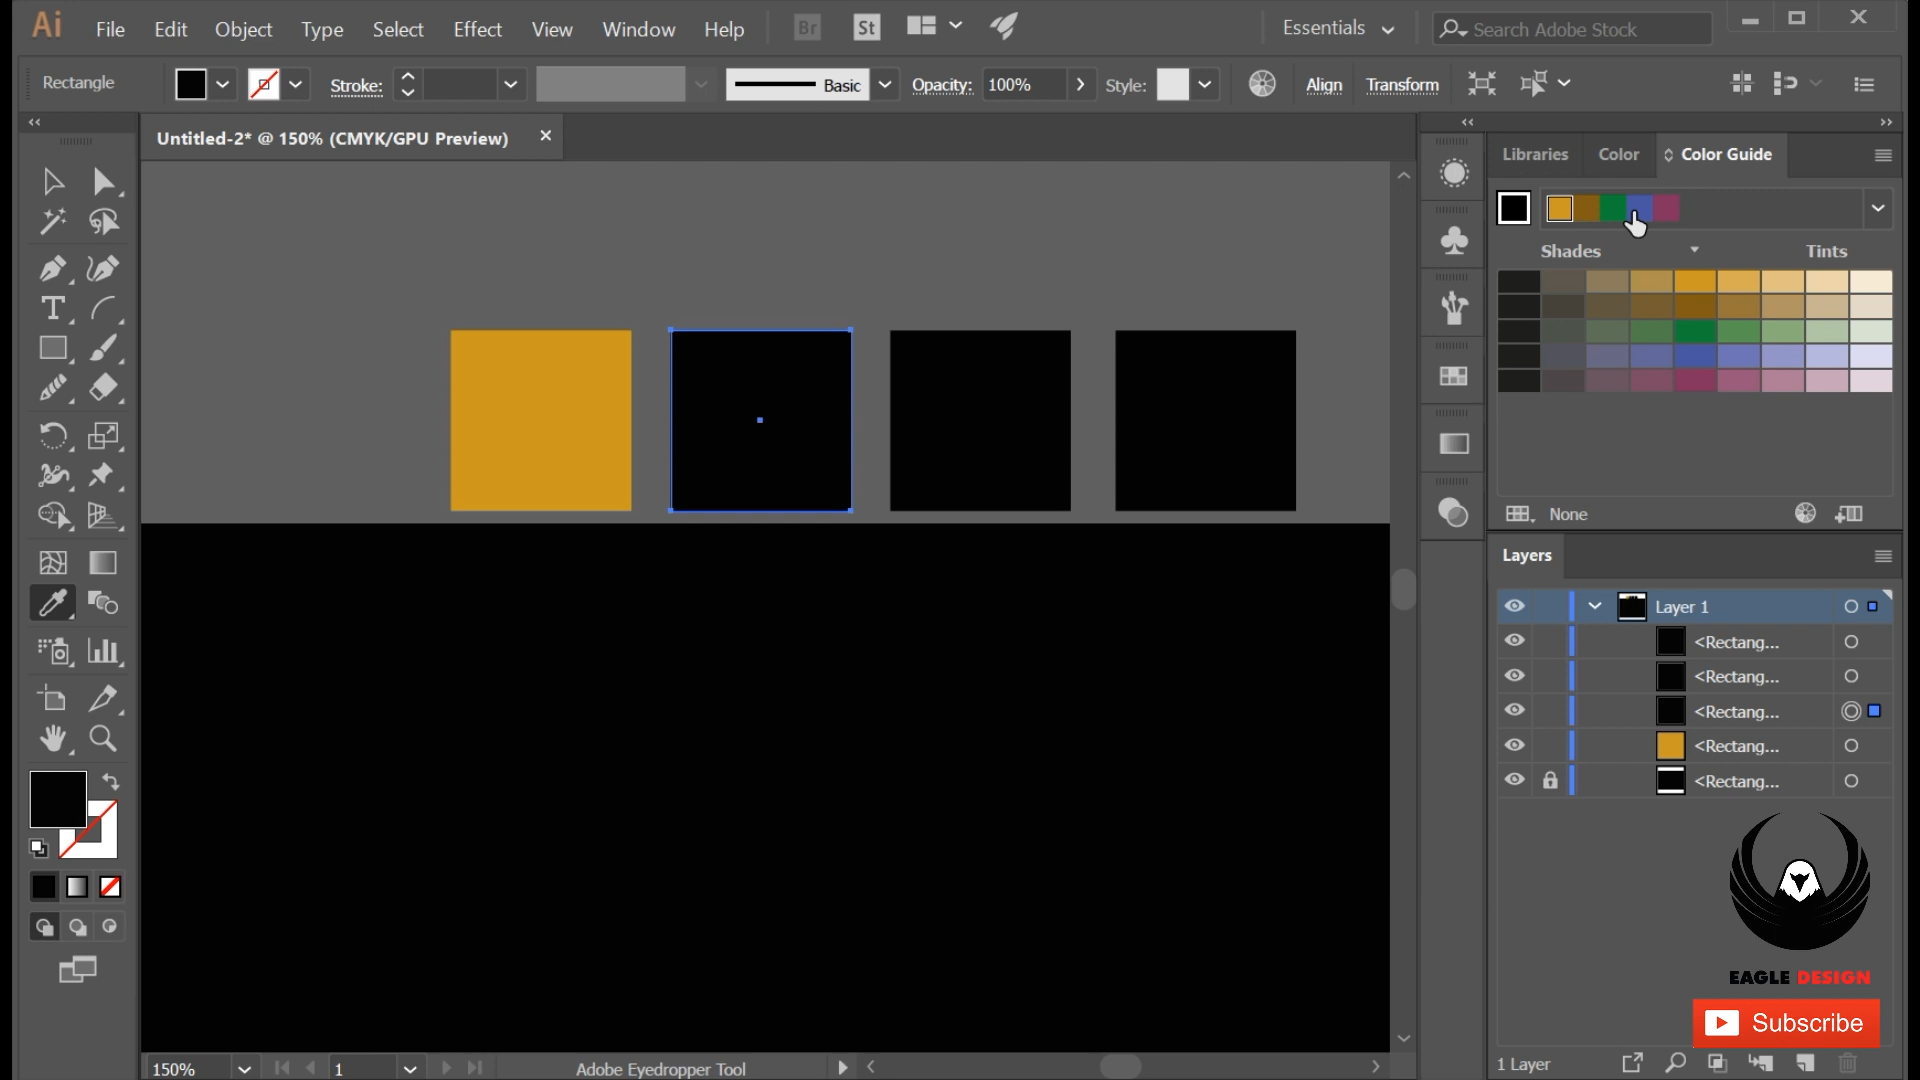 Ai File Edit Object Type Select Effect View Window Help Br St Essentials Search Adobe Stock
Rectangle Stroke: Basic Opacity: 100% Style: Align Transform
Untitled-2* @ 150% (CMYK/GPU Preview)
Libraries Color Color Guide
Shades Tints
None
Layers
Layer 1
<Rectang...
<Rectang...
<Rectang...
<Rectang...
<Rectang...
EAGLE DESIGN
Subscribe
150% 1 Adobe Eyedropper Tool 1 Layer